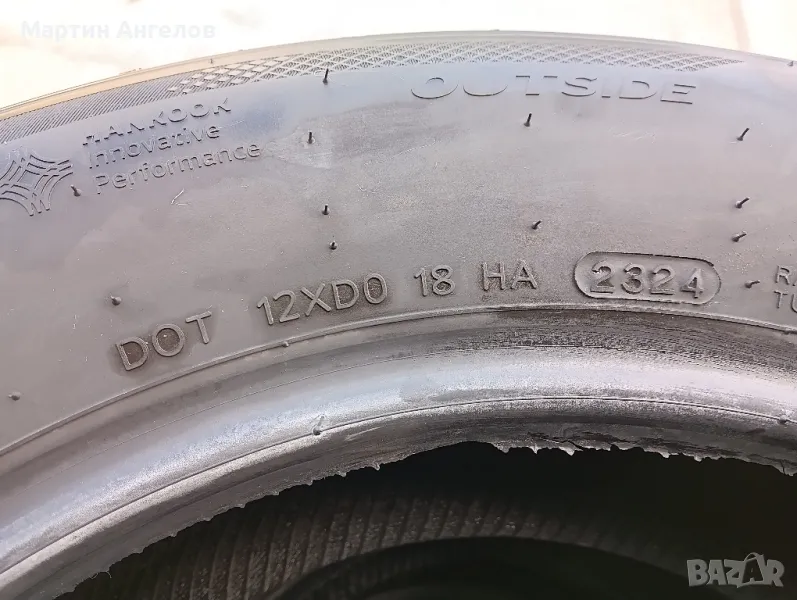 Мартин Ангелов
OUTSIDE
HANKOOK
Innovative
Performance
DOT 12XD0 18 HA 2324
BAZAR